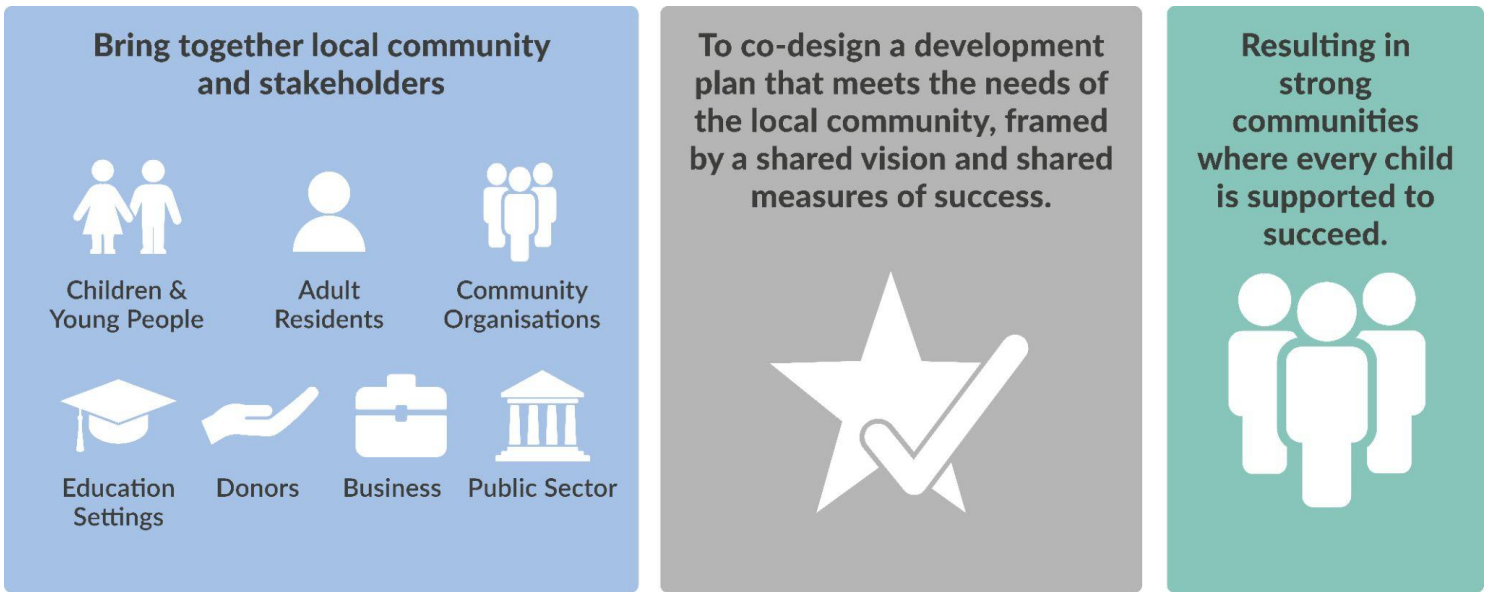 Bring together local community
and stakeholders
Children &
Young People
Adult
Residents
Community
Organisations
Education
Settings
Donors
Business
Public Sector
To co-design a development
plan that meets the needs of
the local community, framed
by a shared vision and shared
measures of success.
Resulting in
strong
communities
where every child
is supported to
succeed.